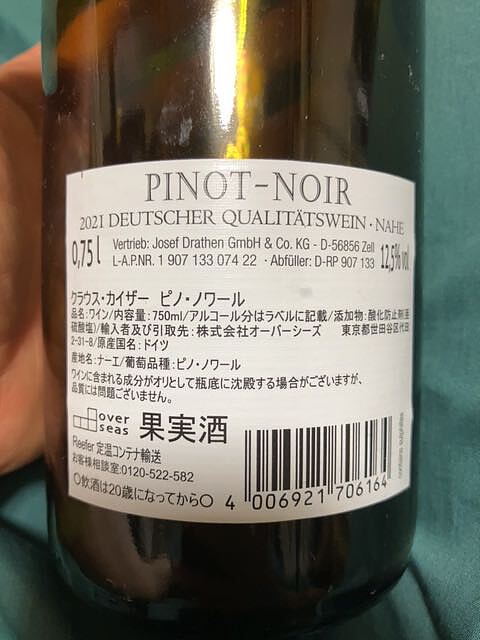 PINOT-NOIR
2021 DEUTSCHER QUALITÄTSWEIN · NAHE
0,75 l
Vertrieb: Josef Drathen GmbH & Co. KG - D-56856 Zell
L-A.P.NR. 1 907 133 074 22 · Abfüller: D-RP 907 133
12,5% vol
クラウス・カイザー ピノ・ノワール
品名:ワイン/内容量:750ml/アルコール分はラベルに記載/添加物:酸化防止剤(亜
硫酸塩)/輸入者及び引取先:株式会社オーバーシーズ 東京都世田谷区代田
2-31-8/原産国名:ドイツ
産地名:ナーエ/葡萄品種:ピノ・ノワール
ワインに含まれる成分がオリとして瓶底に沈殿する場合がございますが、
品質には問題ございません。
over
seas
果実酒
Reefer 定温コンテナ輸送
お客様相談室0120-522-582
○飲酒は20歳になってから○
4 006921 706164